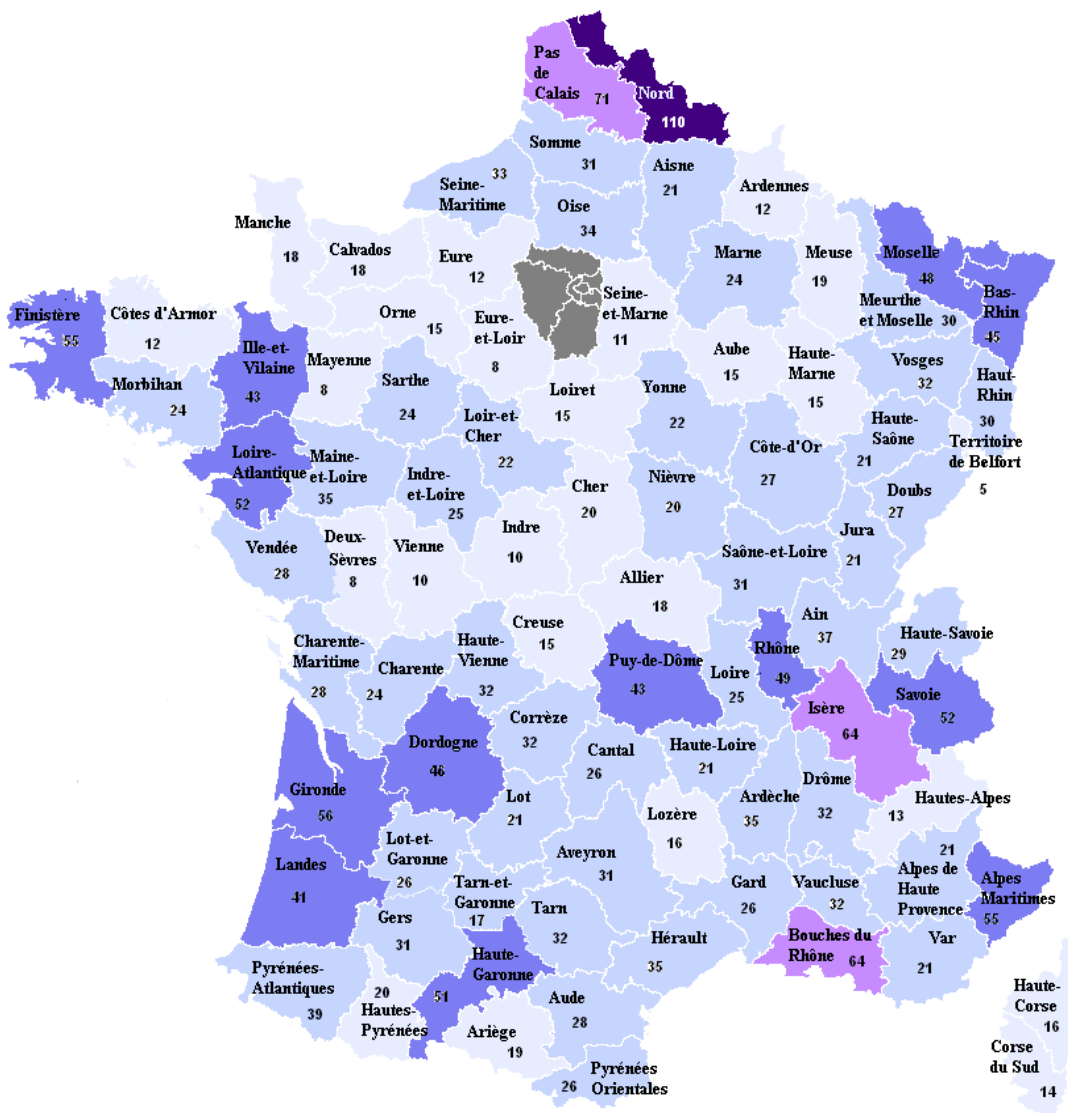 Pas
de
Calais 71
Nord
110
Somme
31
Aisne
21
33
Seine-
Maritime
Oise
34
Ardennes
12
Manche
18
Calvados
18
Eure
12
Marne
24
Meuse
19
Moselle
48
Bas-
Rhin
45
Meurthe
et Moselle 30
Finistère
55
Côtes d'Armor
12
Ille-et-
Vilaine
43
Morbihan
24
Mayenne
8
Orne
15
Eure-
et-Loir
8
Seine-
et-Marne
11
Aube
15
Haute-
Marne
15
Vosges
32
Haut-
Rhin
30
Sarthe
24
Loiret
15
Yonne
22
Loir-et-
Cher
22
Haute-
Saône
21
Territoire
de Belfort
5
Loire-
Atlantique
52
Maine-
et-Loire
35
Indre-
et-Loire
25
Cher
20
Nièvre
20
Côte-d'Or
27
Doubs
27
Jura
21
Vendée
28
Deux-
Sèvres
8
Vienne
10
Indre
10
Allier
18
Saône-et-Loire
31
Creuse
15
Ain
37
Haute-Savoie
29
Charente-
Maritime
28
Charente
24
Haute-
Vienne
32
Puy-de-Dôme
43
Loire
25
Rhône
49
Isère
64
Savoie
52
Corrèze
32
Dordogne
46
Cantal
26
Haute-Loire
21
Ardèche
35
Drôme
32
Hautes-Alpes
13
Gironde
56
Lot
21
Lozère
16
Landes
41
Lot-et-
Garonne
26
Aveyron
31
Tarn-et-
Garonne
17
Tarn
32
Gard
26
Vaucluse
32
21
Alpes de
Haute
Provence
Alpes
Maritimes
55
Gers
31
Haute-
Garonne
51
Hérault
35
Bouches du
Rhône 64
Var
21
Pyrénées-
Atlantiques
39
20
Hautes-
Pyrénées
Ariège
19
Aude
28
Pyrénées
Orientales
26
Haute-
Corse
16
Corse
du Sud
14